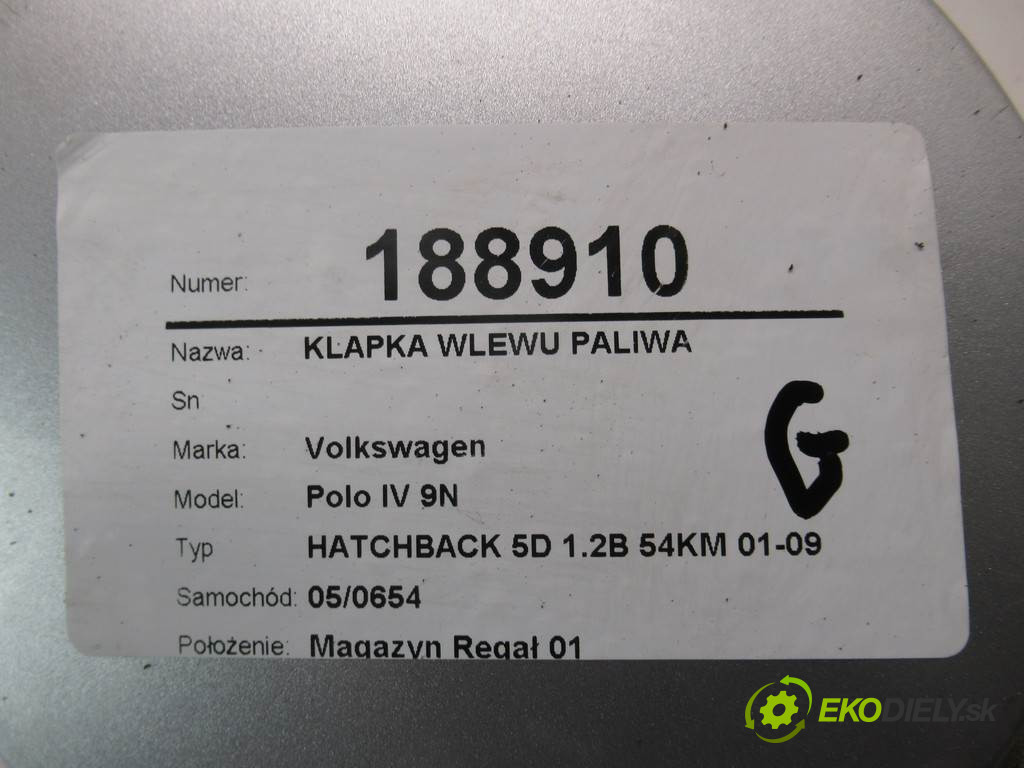 Numer: 188910
Nazwa: KLAPKA WLEWU PALIWA
Sn
Marka: Volkswagen
Model: Polo IV 9N
Typ HATCHBACK 5D 1.2B 54KM 01-09
Samochód: 05/0654
Położenie: Magazyn Regał 01
G
EKODIELY.sk